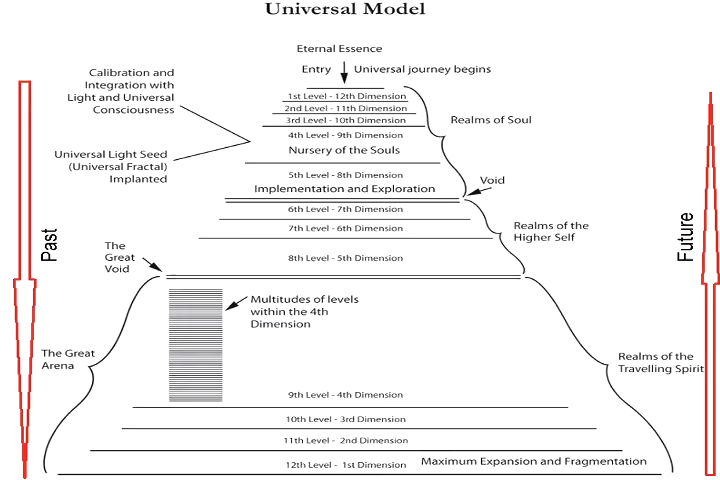 Universal Model
Eternal Essence
Entry
Universal journey begins
Calibration and
Integration with
Light and Universal
Consciousness
1st Level - 12th Dimension
2nd Level - 11th Dimension
3rd Level - 10th Dimension
Realms of Soul
4th Level - 9th Dimension
Nursery of the Souls
Universal Light Seed
(Universal Fractal)
Implanted
5th Level - 8th Dimension
Implementation and Exploration
Void
6th Level - 7th Dimension
7th Level - 6th Dimension
Realms of the
Higher Self
Past
Future
The
Great
Void
8th Level - 5th Dimension
Multitudes of levels
within the 4th
Dimension
The Great
Arena
Realms of the
Travelling Spirit
9th Level - 4th Dimension
10th Level - 3rd Dimension
11th Level - 2nd Dimension
12th Level - 1st Dimension
Maximum Expansion and Fragmentation